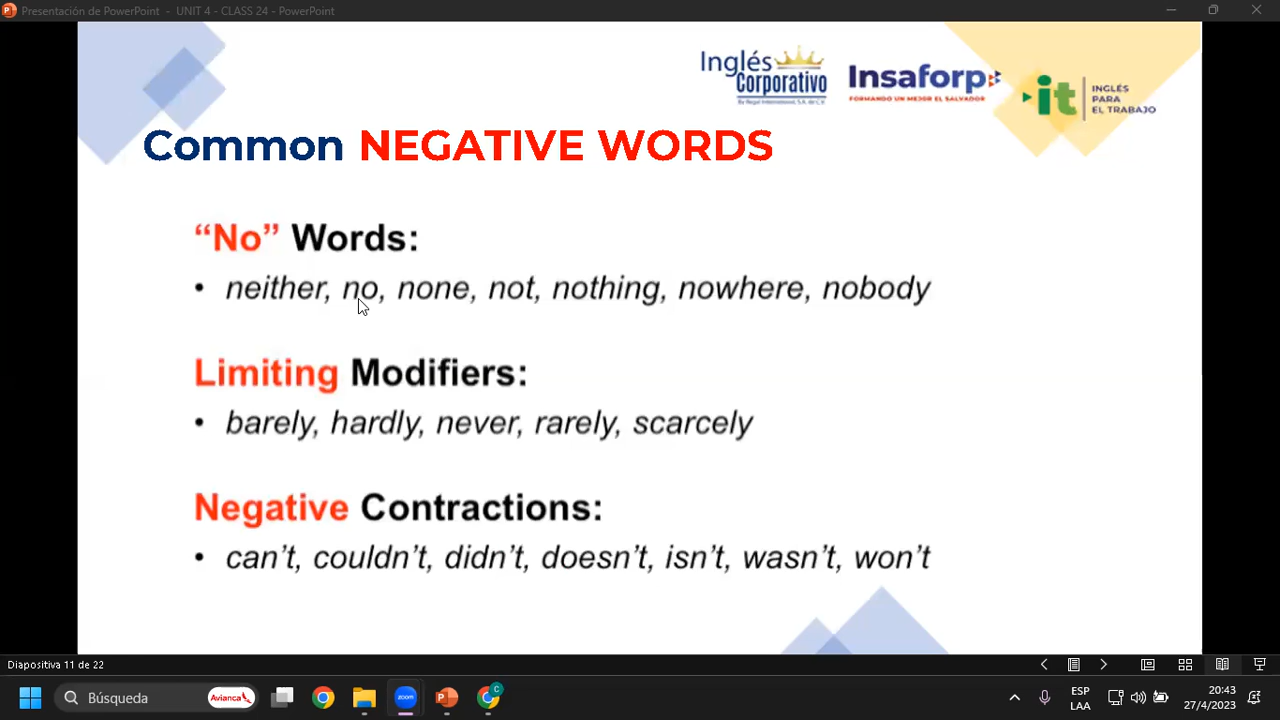 Presentación de PowerPoint - UNIT 4 - CLASS 24 - PowerPoint
Inglés
Corporativo
By Regal International, S.A. de C.V.
Insaforp
FORMANDO UN MEJOR EL SALVADOR
it
INGLÉS
PARA
EL TRABAJO
Common NEGATIVE WORDS
“No” Words:
• neither, no, none, not, nothing, nowhere, nobody
Limiting Modifiers:
• barely, hardly, never, rarely, scarcely
Negative Contractions:
• can’t, couldn’t, didn’t, doesn’t, isn’t, wasn’t, won’t
Diapositiva 11 de 22
Búsqueda
Avianca
zoom
C
ESP
LAA
20:43
27/4/2023